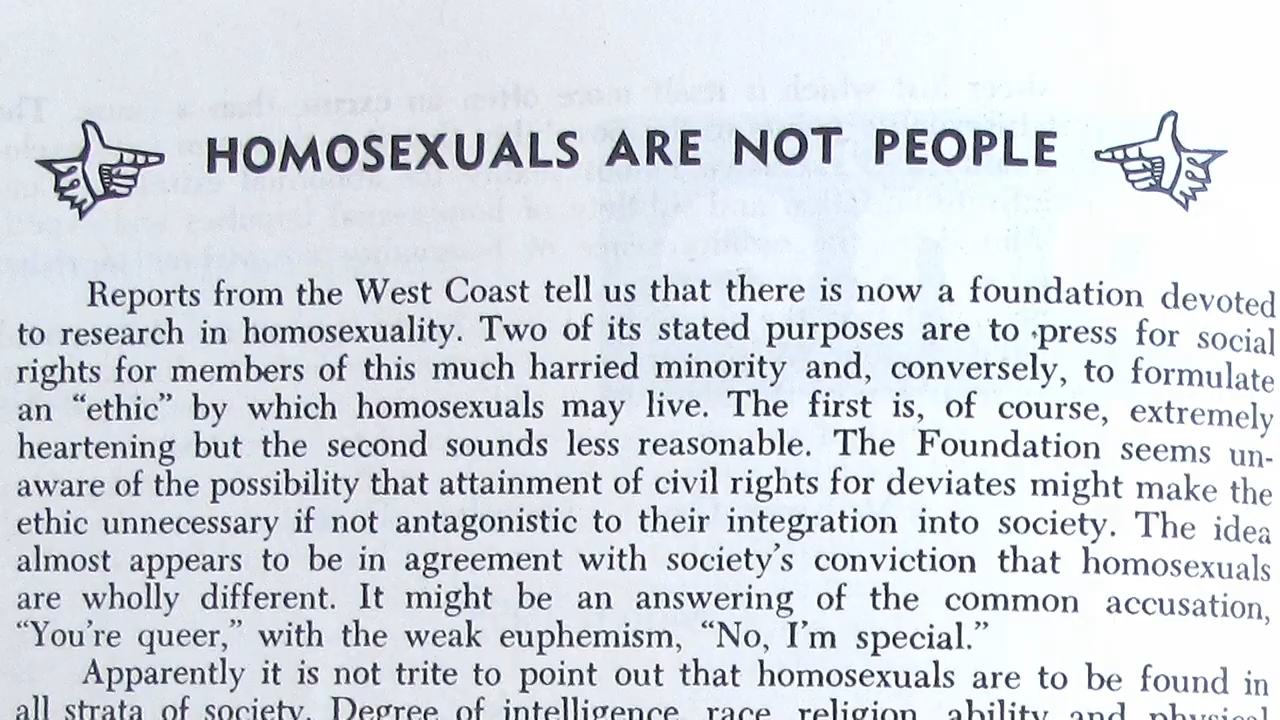 HOMOSEXUALS ARE NOT PEOPLE
Reports from the West Coast tell us that there is now a foundation devoted
to research in homosexuality. Two of its stated purposes are to press for social
rights for members of this much harried minority and, conversely, to formulate
an “ethic” by which homosexuals may live. The first is, of course, extremely
heartening but the second sounds less reasonable. The Foundation seems un-
aware of the possibility that attainment of civil rights for deviates might make the
ethic unnecessary if not antagonistic to their integration into society. The idea
almost appears to be in agreement with society’s conviction that homosexuals
are wholly different. It might be an answering of the common accusation,
“You’re queer,” with the weak euphemism, “No, I’m special.”
Apparently it is not trite to point out that homosexuals are to be found in
all strata of society. Degree of intelligence, race, religion, ability and physical